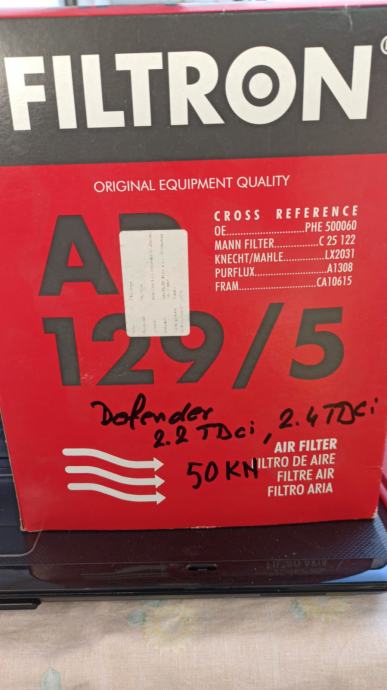 FILTRON®
ORIGINAL EQUIPMENT QUALITY
CROSS REFERENCE
OE....................PHE 500060
MANN FILTER...........C 25 122
KNECHT/MAHLE............LX2031
PURFLUX........................A1308
FRAM.......................CA10615
129/5
Defender
2.2 TDci, 2.4 TDCi
50 KN
AIR FILTER
FILTRO DE AIRE
FILTRE AIR
FILTRO ARIA